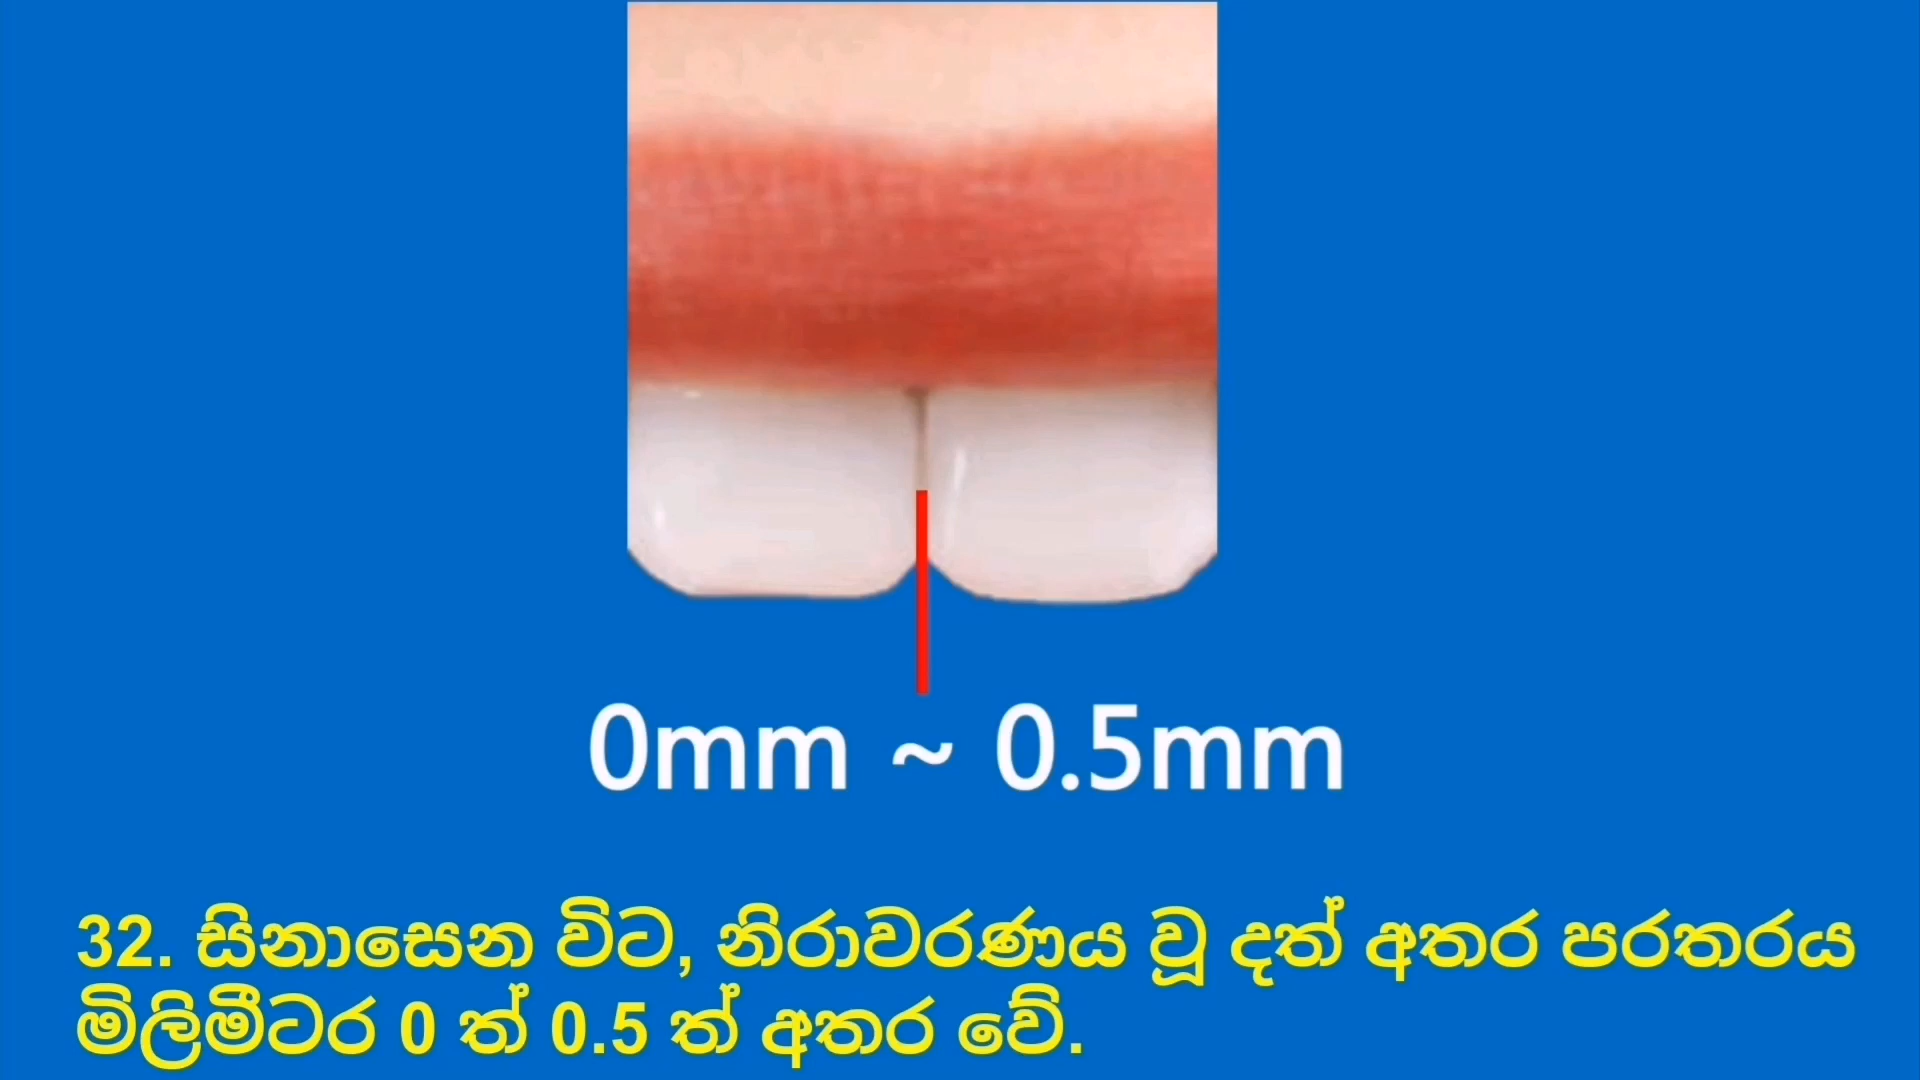 0mm ~ 0.5mm
32. සිනාසෙන විට, නිරාවරණය වූ දත් අතර පරතරය
මිලිමීටර 0 ත් 0.5 ත් අතර වේ.